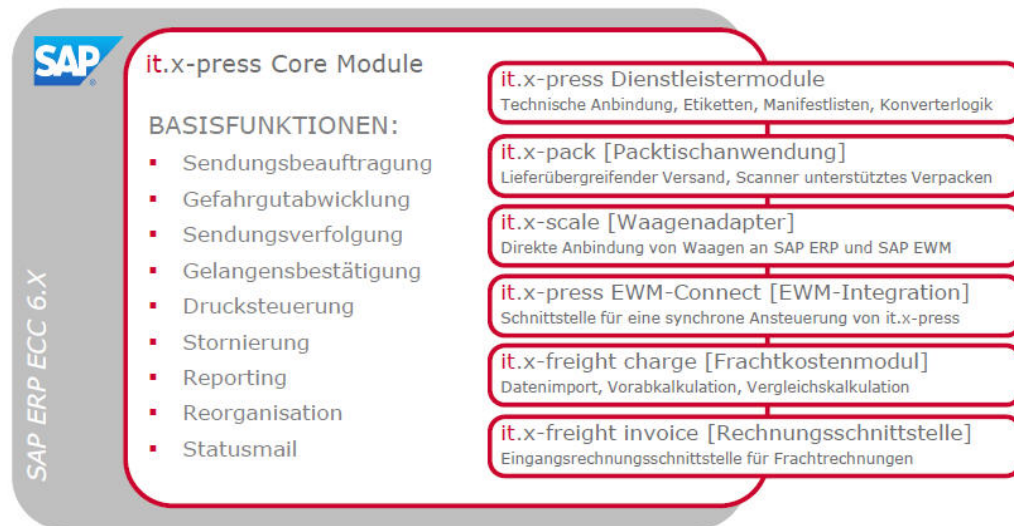 SAP
SAP ERP ECC 6.X
it.x-press Core Module
BASISFUNKTIONEN:
▪ Sendungsbeauftragung
▪ Gefahrgutabwicklung
▪ Sendungsverfolgung
▪ Gelangensbestätigung
▪ Drucksteuerung
▪ Stornierung
▪ Reporting
▪ Reorganisation
▪ Statusmail
it.x-press Dienstleistermodule
Technische Anbindung, Etiketten, Manifestlisten, Konverterlogik
it.x-pack [Packtischanwendung]
Lieferübergreifender Versand, Scanner unterstütztes Verpacken
it.x-scale [Waagenadapter]
Direkte Anbindung von Waagen an SAP ERP und SAP EWM
it.x-press EWM-Connect [EWM-Integration]
Schnittstelle für eine synchrone Ansteuerung von it.x-press
it.x-freight charge [Frachtkostenmodul]
Datenimport, Vorabkalkulation, Vergleichskalkulation
it.x-freight invoice [Rechnungsschnittstelle]
Eingangsrechnungsschnittstelle für Frachtrechnungen